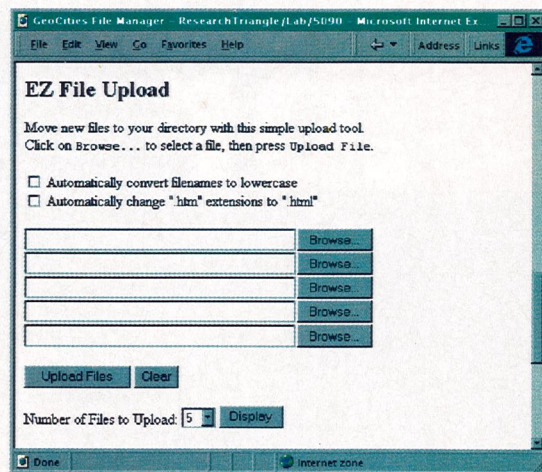 GeoCities File Manager - ResearchTriangle/Lab/5090 - Microsoft Internet Ex...
File Edit View Go Favorites Help Address Links
EZ File Upload
Move new files to your directory with this simple upload tool.
Click on Browse... to select a file, then press Upload File.
Automatically convert filenames to lowercase
Automatically change ".htm" extensions to ".html"
Browse...
Browse...
Browse...
Browse...
Browse...
Upload Files Clear
Number of Files to Upload: 5 Display
Done Internet zone